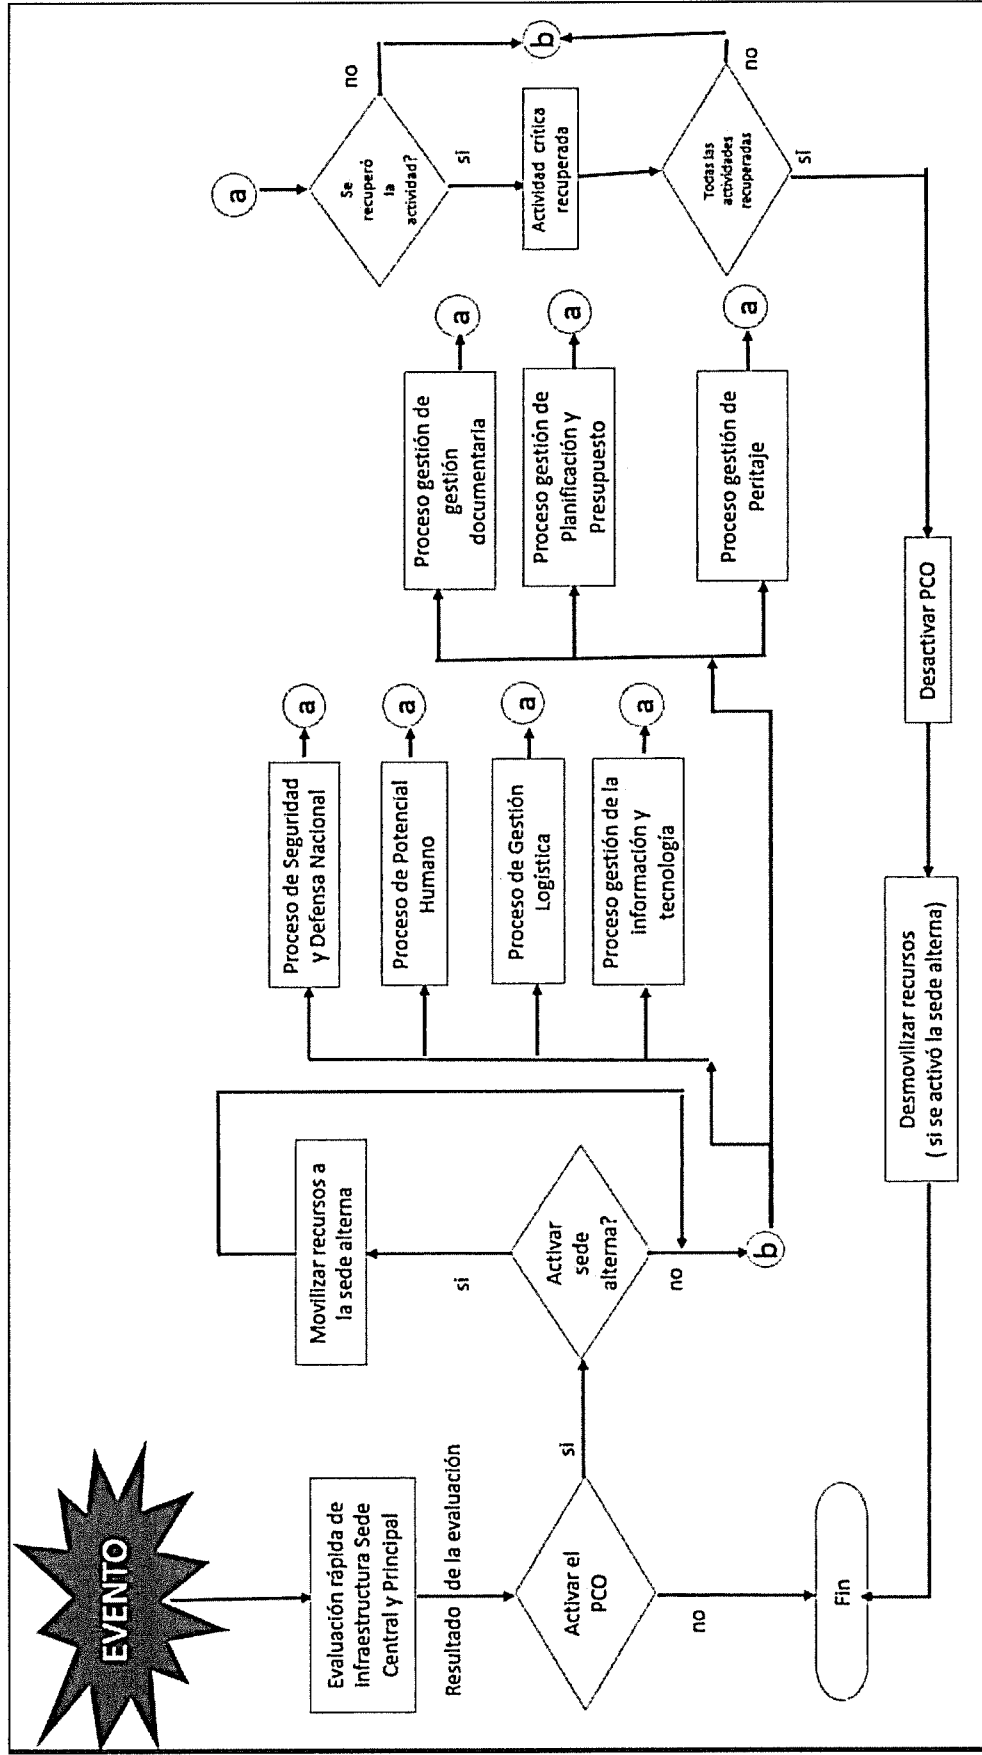 EVENTO
Evaluación rápida de
infraestructura Sede
Central y Principal
Resultado de la evaluación
Activar el
PCO
si
no
Fin
Movilizar recursos a
la sede alterna
si
Activar
sede
alterna?
no
b
Proceso de Seguridad
y Defensa Nacional
a
Proceso de Potencial
Humano
a
Proceso de Gestión
Logística
a
Proceso gestión de la
información y
tecnología
a
Proceso gestión de
gestión
documentaria
a
Proceso gestión de
Planificación y
Presupuesto
a
Proceso gestión de
Peritaje
a
a
Se
recuperó
la
actividad?
no
si
b
Actividad crítica
recuperada
Todas las
actividades
recuperadas
no
si
Desactivar PCO
Desmovilizar recursos
( si se activó la sede alterna)